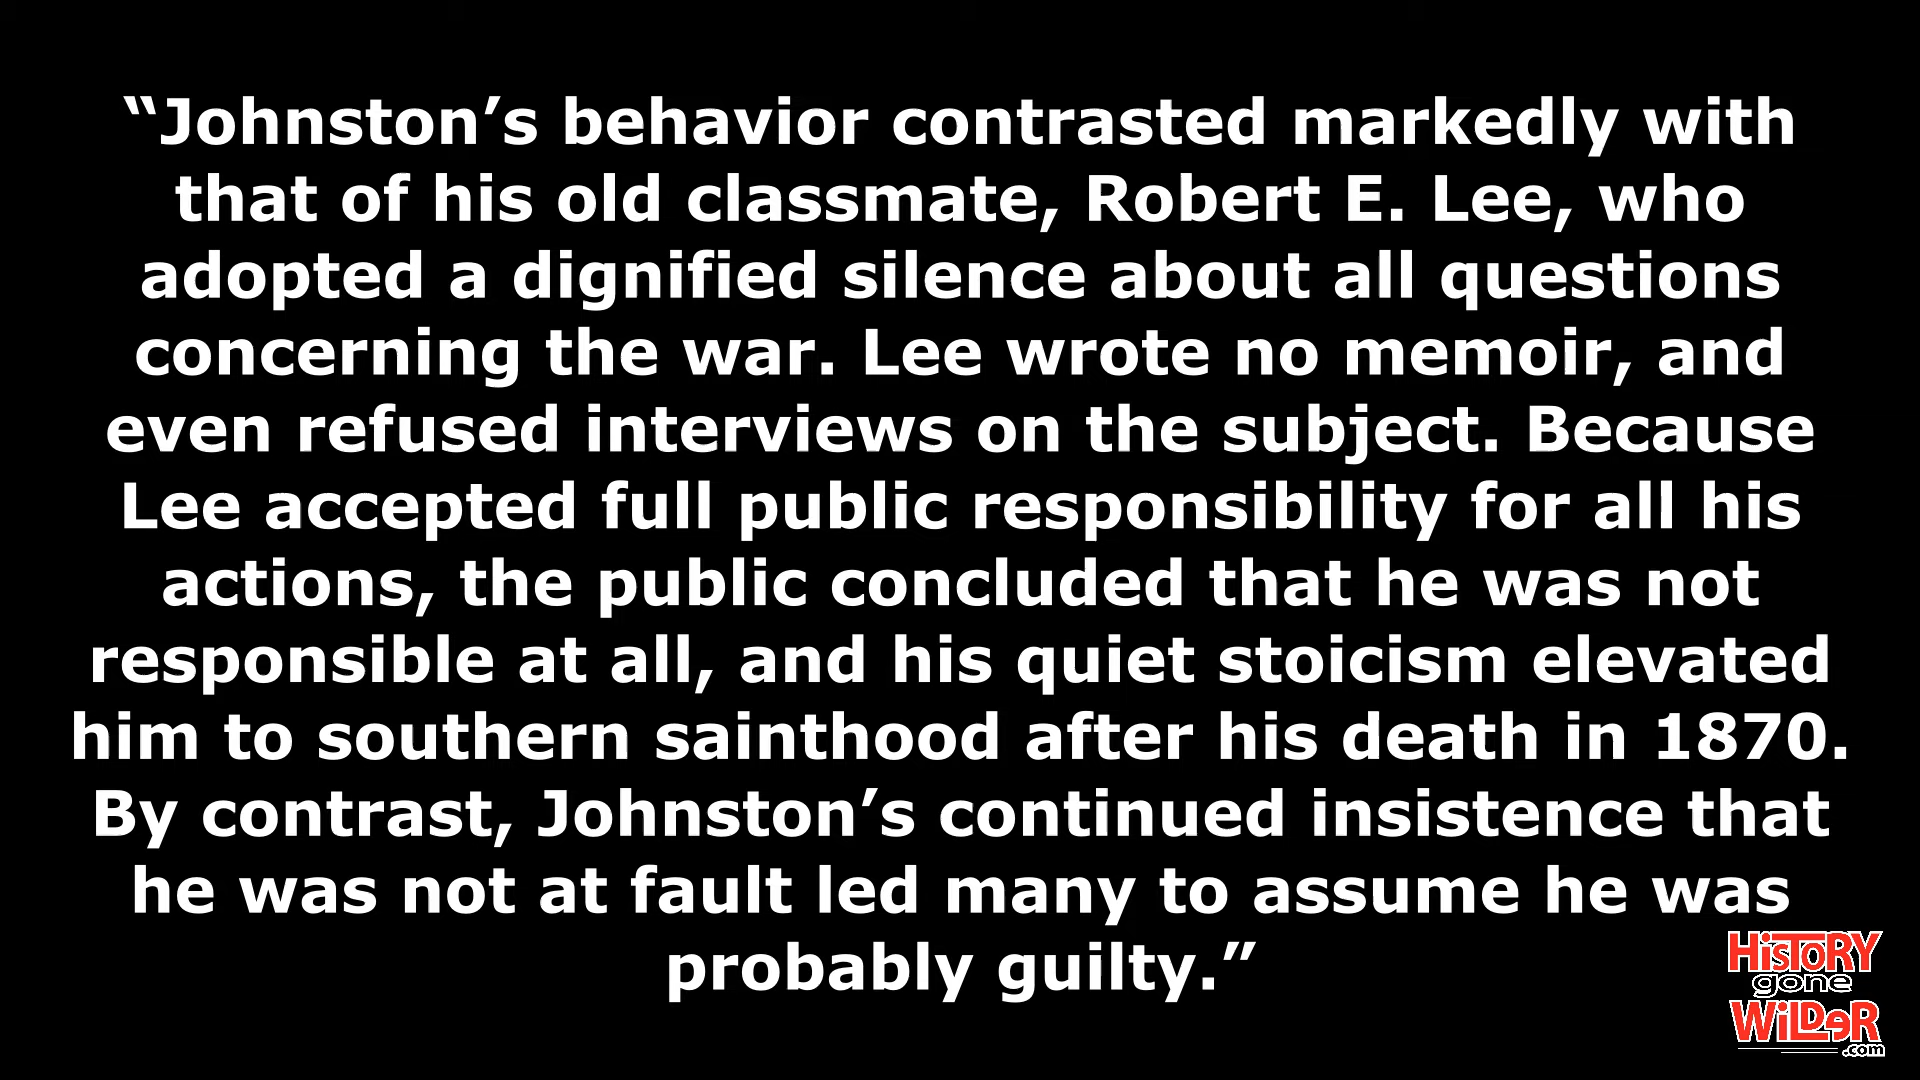 “Johnston’s behavior contrasted markedly with
that of his old classmate, Robert E. Lee, who
adopted a dignified silence about all questions
concerning the war. Lee wrote no memoir, and
even refused interviews on the subject. Because
Lee accepted full public responsibility for all his
actions, the public concluded that he was not
responsible at all, and his quiet stoicism elevated
him to southern sainthood after his death in 1870.
By contrast, Johnston’s continued insistence that
he was not at fault led many to assume he was
probably guilty.”
HiSTORY
gone
WiLDeR
.com